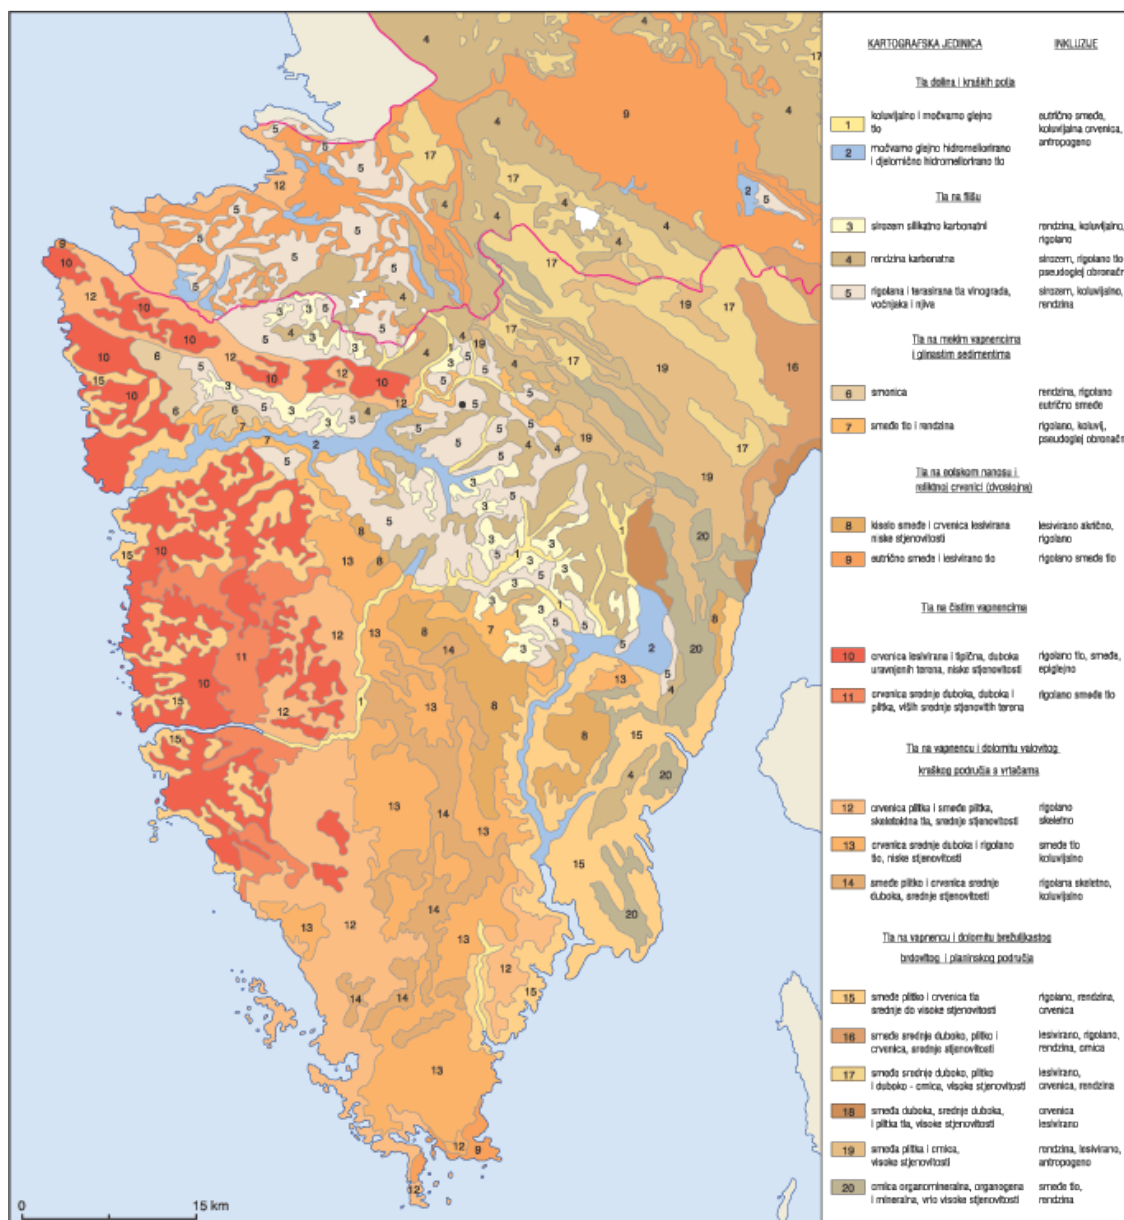 KARTOGRAFSKA JEDINICA INKLUZIJE
Tla dolina i kraških polja
1 koluvijalno i močvarno glejno
tlo
eutrično smeđe,
koluvijalna crvenica,
antropogeno
2 močvarno glejno hidromeliorirano
i djelomično hidromeliorirano tlo
Tla na flišu
3 sirozem silikatno karbonatni
rendzina, koluvijalno,
rigolano
4 rendzina karbonatna
sirozem, rigolano tlo
pseudoglej obronačn
5 rigolana i terasirana tla vinograda,
voćnjaka i njiva
sirozem, koluvijalno,
rendzina
Tla na mekim vapnencima
i glinastim sedimentima
6 smonica
rendzina, rigolano
eutrično smeđe
7 smeđe tlo i rendzina
rigolano, koluvij,
pseudoglej obronačn
Tla na eolskom nanosu i
reliktnoj crvenici (dvoslojna)
8 kiselo smeđe i crvenica lesivirana
niske stjenovitosti
lesivirano akrično,
rigolano
9 eutrično smeđe i lesivirano tlo
rigolano smeđe tlo
Tla na čistim vapnencima
10 crvenica lesivirana i tipična, duboka
uravnjenih terena, niske stjenovitosti
rigolano tlo, smeđe,
epiglejno
11 crvenica srednje duboka, duboka i
plitka, viših srednje stjenovitih terena
rigolano smeđe tlo
Tla na vapnencu i dolomitu valovitog
kraškog područja s vrtačama
12 crvenica plitka i smeđe plitka,
skeletoidna tla, srednje stjenovitosti
rigolano
skeletno
13 crvenica srednje duboka i rigolano
tlo, niske stjenovitosti
smeđe tlo
koluvijalno
14 smeđe plitko i crvenica srednje
duboka, srednje stjenovitosti
rigolana skeletno,
koluvijalno
Tla na vapnencu i dolomitu brežuljkastog
brdovitog i planinskog područja
15 smeđe plitko i crvenica tla
srednje do visoke stjenovitosti
rigolano, rendzina,
crvenica
16 smeđe srednje duboko, plitko i
crvenica, srednje stjenovitosti
lesivirano, rigolano,
rendzina, crnica
17 smeđe srednje duboko, plitko
i duboko - crnica, visoke stjenovitosti
lesivirano,
crvenica, rendzina
18 smeđa duboka, srednje duboka,
i plitka tla, visoke stjenovitosti
crvenica
lesivirano
19 smeđa plitka i crnica,
visoke stjenovitosti
rendzina, lesivirano,
antropogeno
20 crnica organomineralna, organogena
i mineralna, vrlo visoke stjenovitosti
smeđe tlo,
rendzina
0 15 km